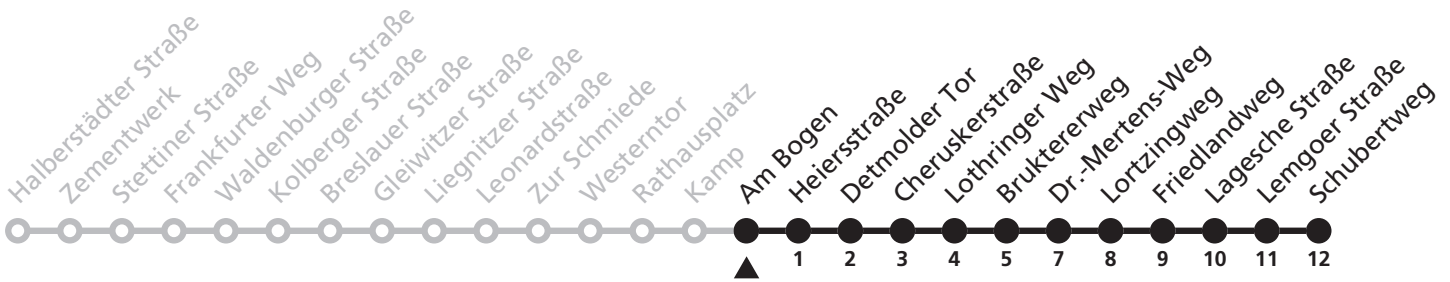 Halberstädter Straße
Zementwerk
Stettiner Straße
Frankfurter Weg
Waldenburger Straße
Kolberger Straße
Breslauer Straße
Gleiwitzer Straße
Liegnitzer Straße
Leonardstraße
Zur Schmiede
Westerntor
Rathausplatz
Kamp
Am Bogen
Heiersstraße
Detmolder Tor
Cheruskerstraße
Lothringer Weg
Bruktererweg
Dr.-Mertens-Weg
Lortzingweg
Friedlandweg
Lagesche Straße
Lemgoer Straße
Schubertweg
1 2 3 4 5 7 8 9 10 11 12